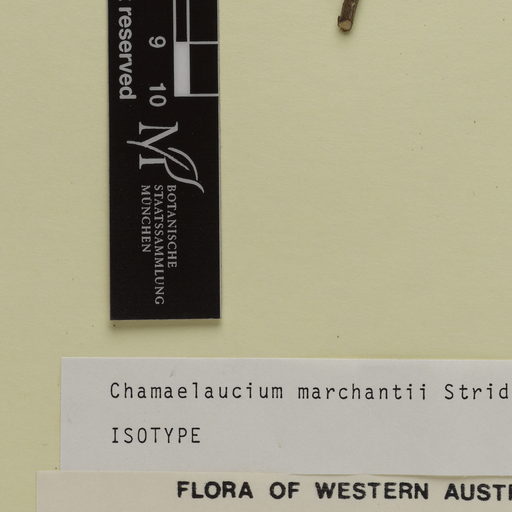 t reserved
9 10
M
BOTANISCHE
STAATSSAMMLUNG
MÜNCHEN
Chamaelaucium marchantii Strid
ISOTYPE
FLORA OF WESTERN AUST